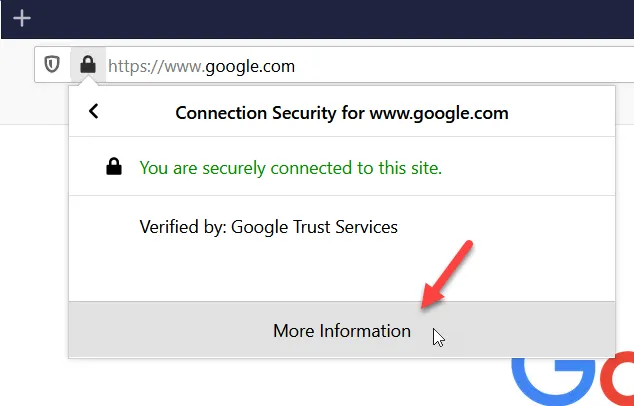 https://www.google.com
Connection Security for www.google.com
You are securely connected to this site.
Verified by: Google Trust Services
More Information
Go